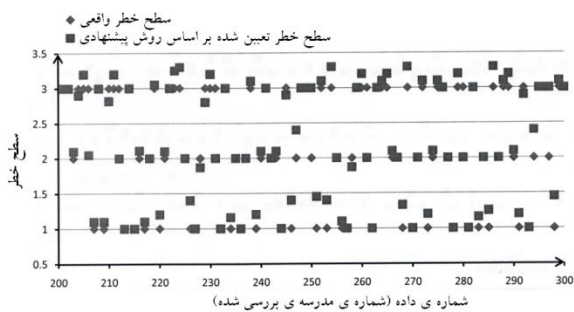 سطح خطر واقعی
سطح خطر تعیین شده بر اساس روش پیشنهادی
3.5
3
2.5
2
1.5
1
0.5
سطح خطر
200 210 220 230 240 250 260 270 280 290 300
شماره ی داده (شماره ی مدرسه ی بررسی شده)